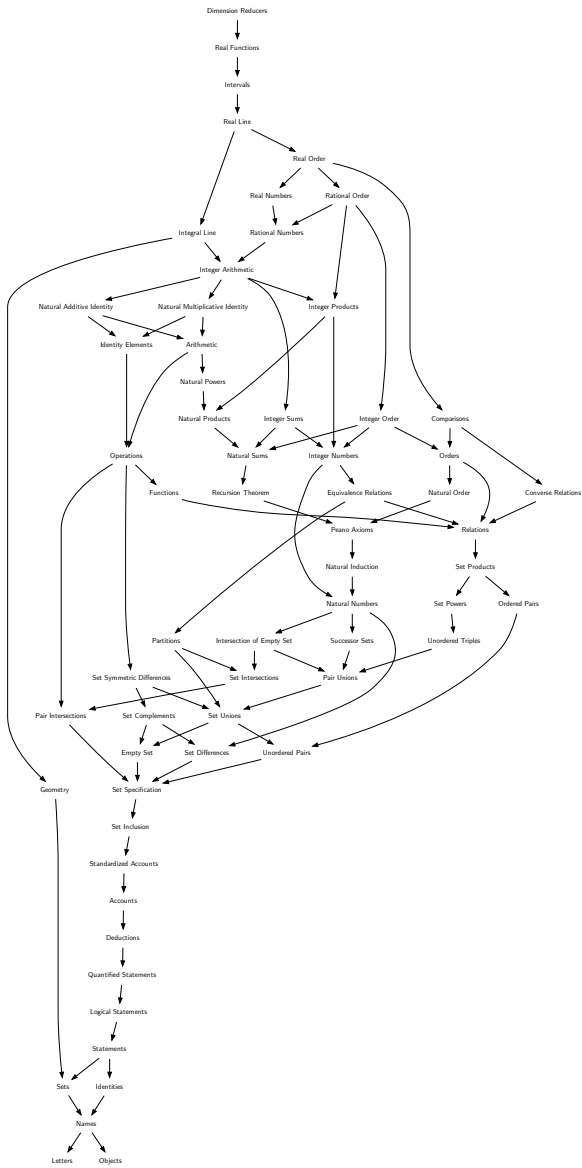 Dimension Reducers
Real Functions
Intervals
Real Line
Real Order
Real Numbers
Rational Order
Integral Line
Rational Numbers
Integer Arithmetic
Natural Additive Identity
Natural Multiplicative Identity
Integer Products
Identity Elements
Arithmetic
Natural Powers
Natural Products
Integer Sums
Integer Order
Comparisons
Operations
Natural Sums
Integer Numbers
Orders
Functions
Recursion Theorem
Equivalence Relations
Natural Order
Converse Relations
Peano Axioms
Relations
Natural Induction
Set Products
Natural Numbers
Set Powers
Ordered Pairs
Partitions
Intersection of Empty Set
Successor Sets
Unordered Triples
Set Symmetric Differences
Set Intersections
Pair Unions
Pair Intersections
Set Complements
Set Unions
Empty Set
Set Differences
Unordered Pairs
Geometry
Set Specification
Set Inclusion
Standardized Accounts
Accounts
Deductions
Quantified Statements
Logical Statements
Statements
Sets
Identities
Names
Letters
Objects